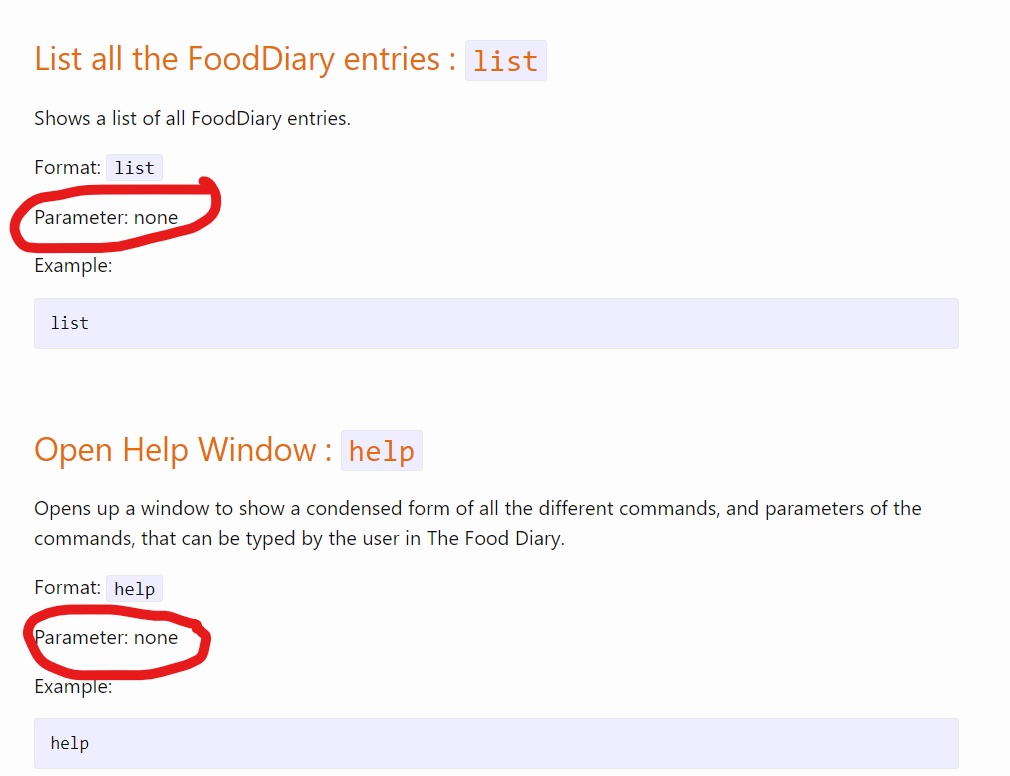 List all the FoodDiary entries : list
Shows a list of all FoodDiary entries.
Format: list
Parameter: none
Example:
list
Open Help Window : help
Opens up a window to show a condensed form of all the different commands, and parameters of the
commands, that can be typed by the user in The Food Diary.
Format: help
Parameter: none
Example:
help